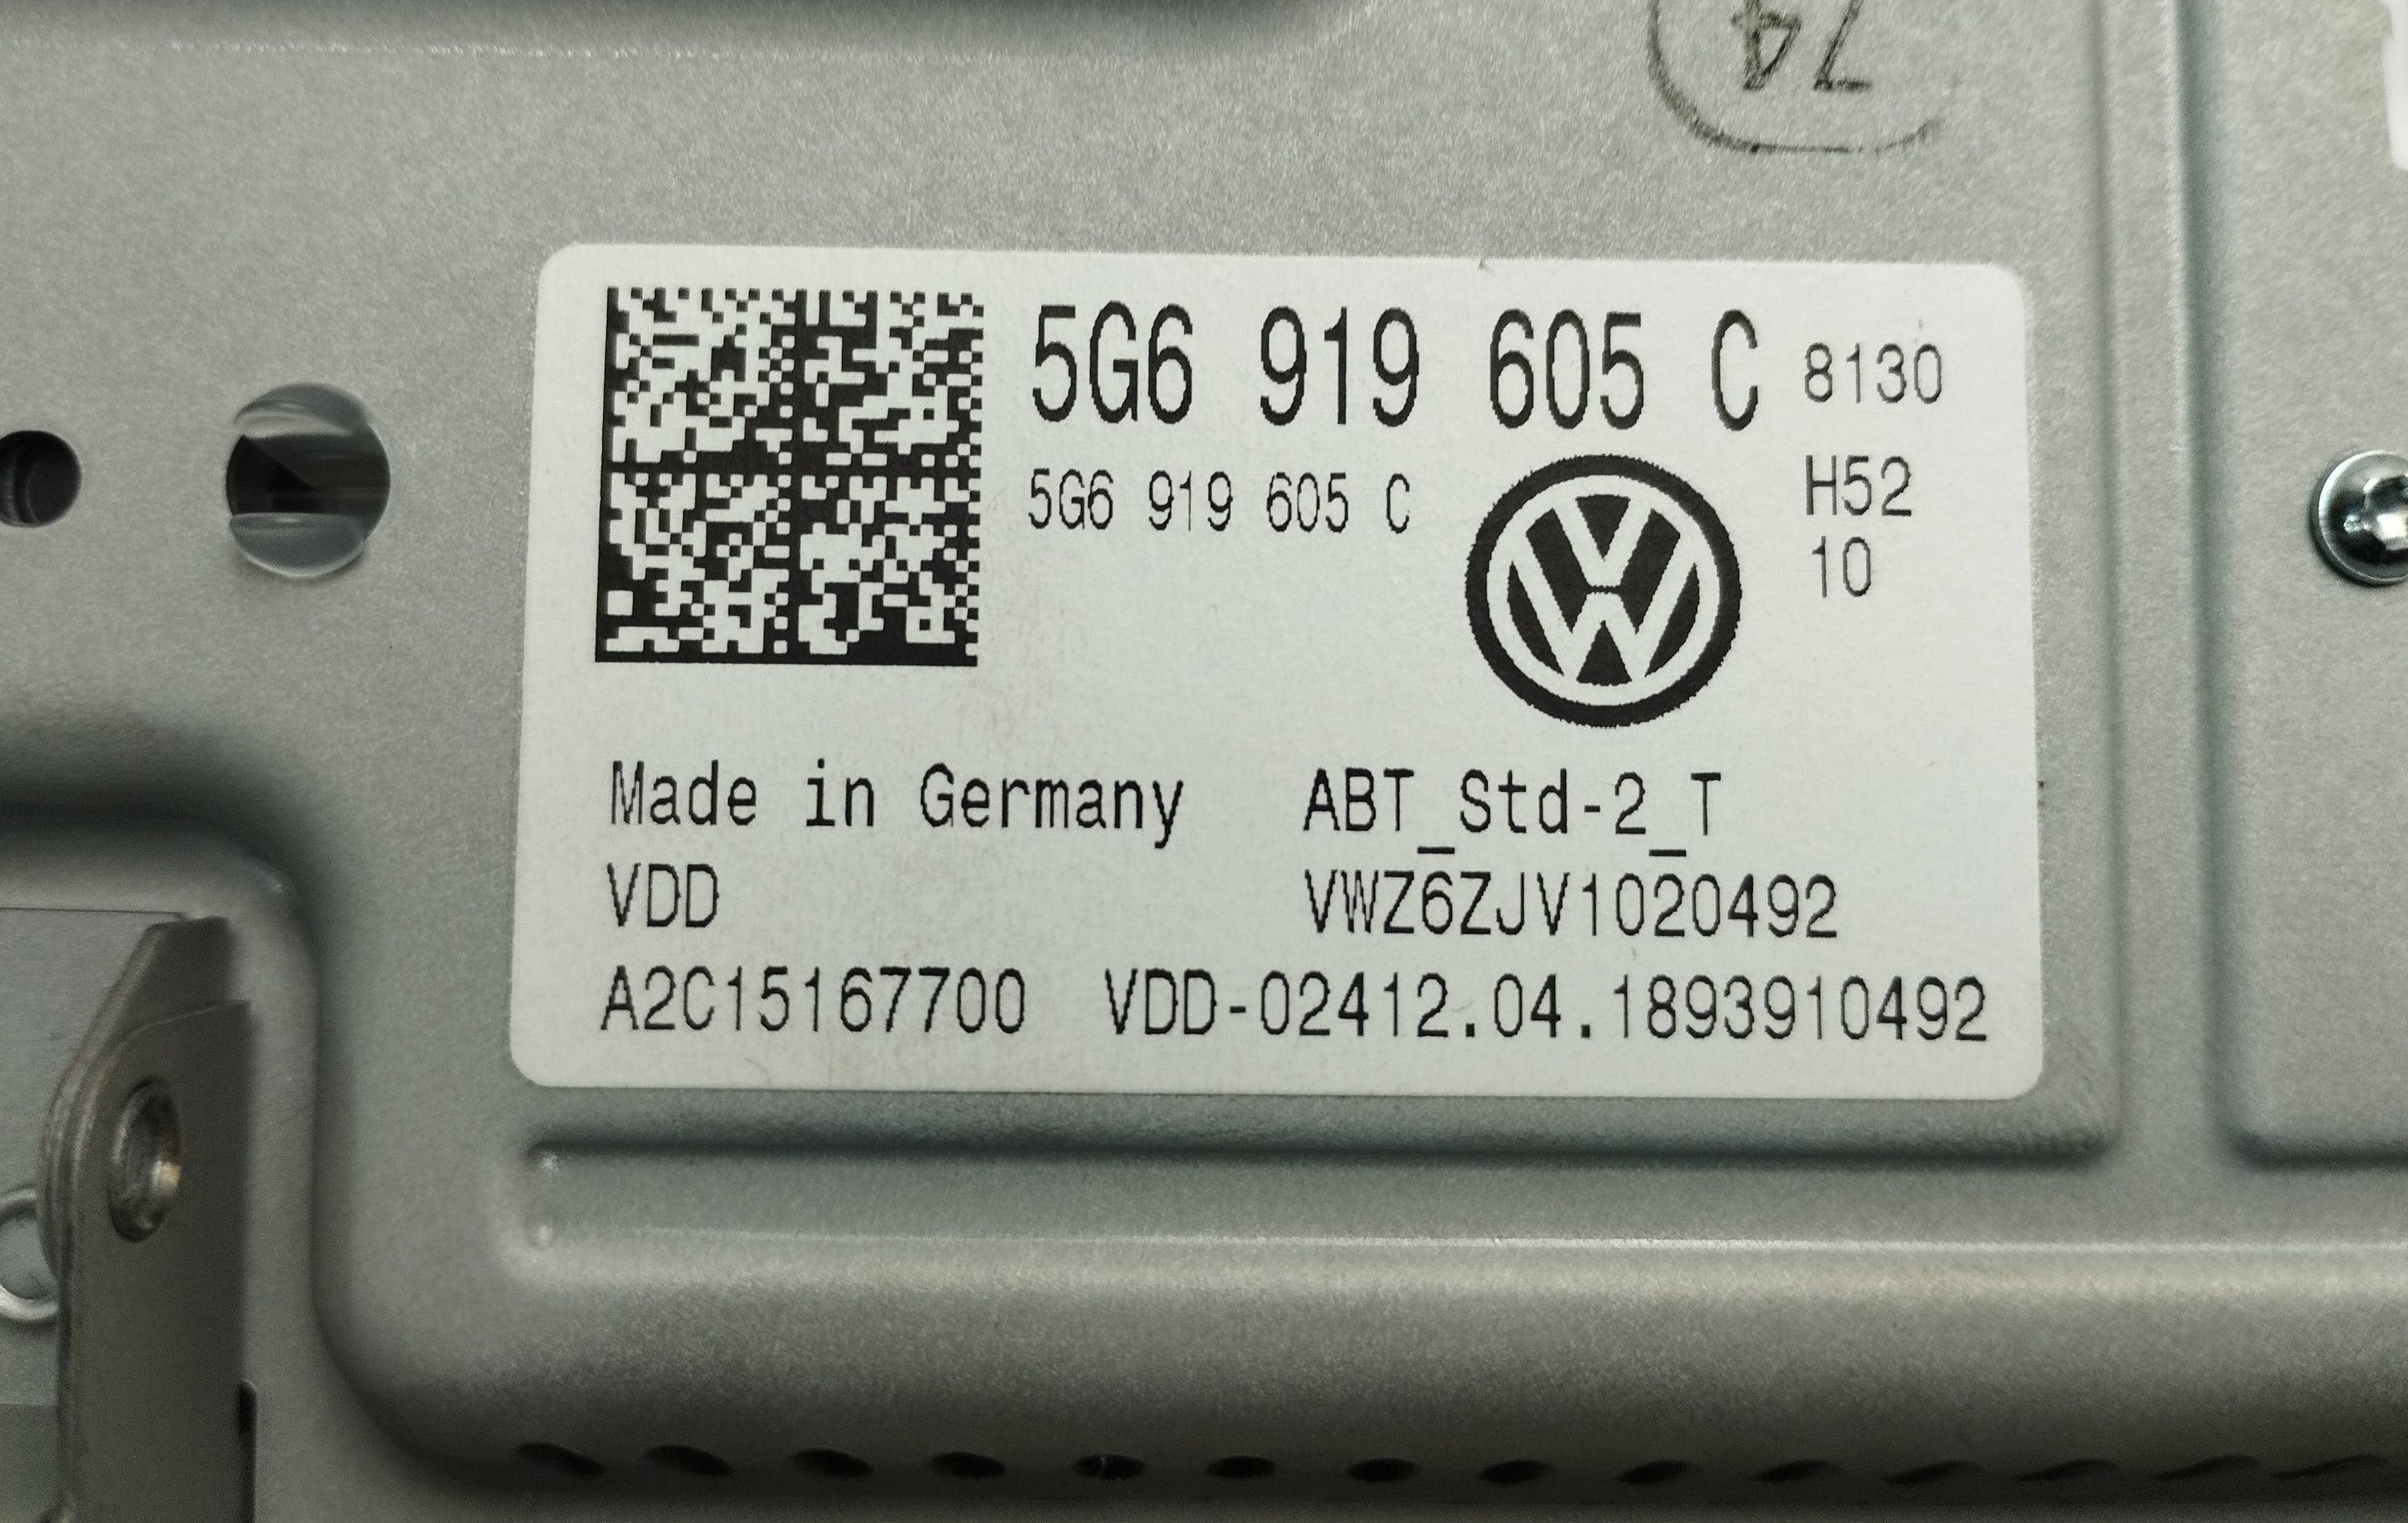 74
5G6 919 605 C 8130
5G6 919 605 C
H52
10
Made in Germany ABT_Std-2_T
VDD VWZ6ZJV1020492
A2C15167700 VDD-02412.04.1893910492